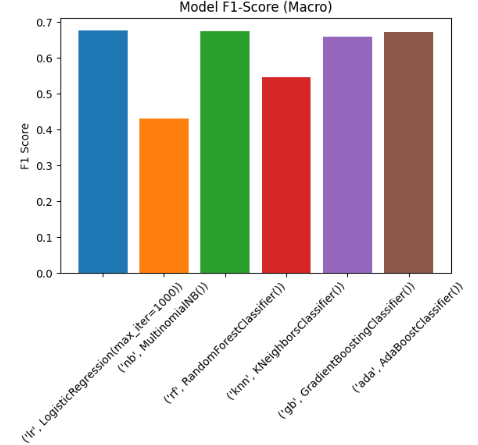 Model F1-Score (Macro)
F1 Score
0.7
0.6
0.5
0.4
0.3
0.2
0.1
0.0
('lr', LogisticRegression(max_iter=1000))
('nb', MultinomialNB())
('rf', RandomForestClassifier())
('knn', KNeighborsClassifier())
('gb', GradientBoostingClassifier())
('ada', AdaBoostClassifier())